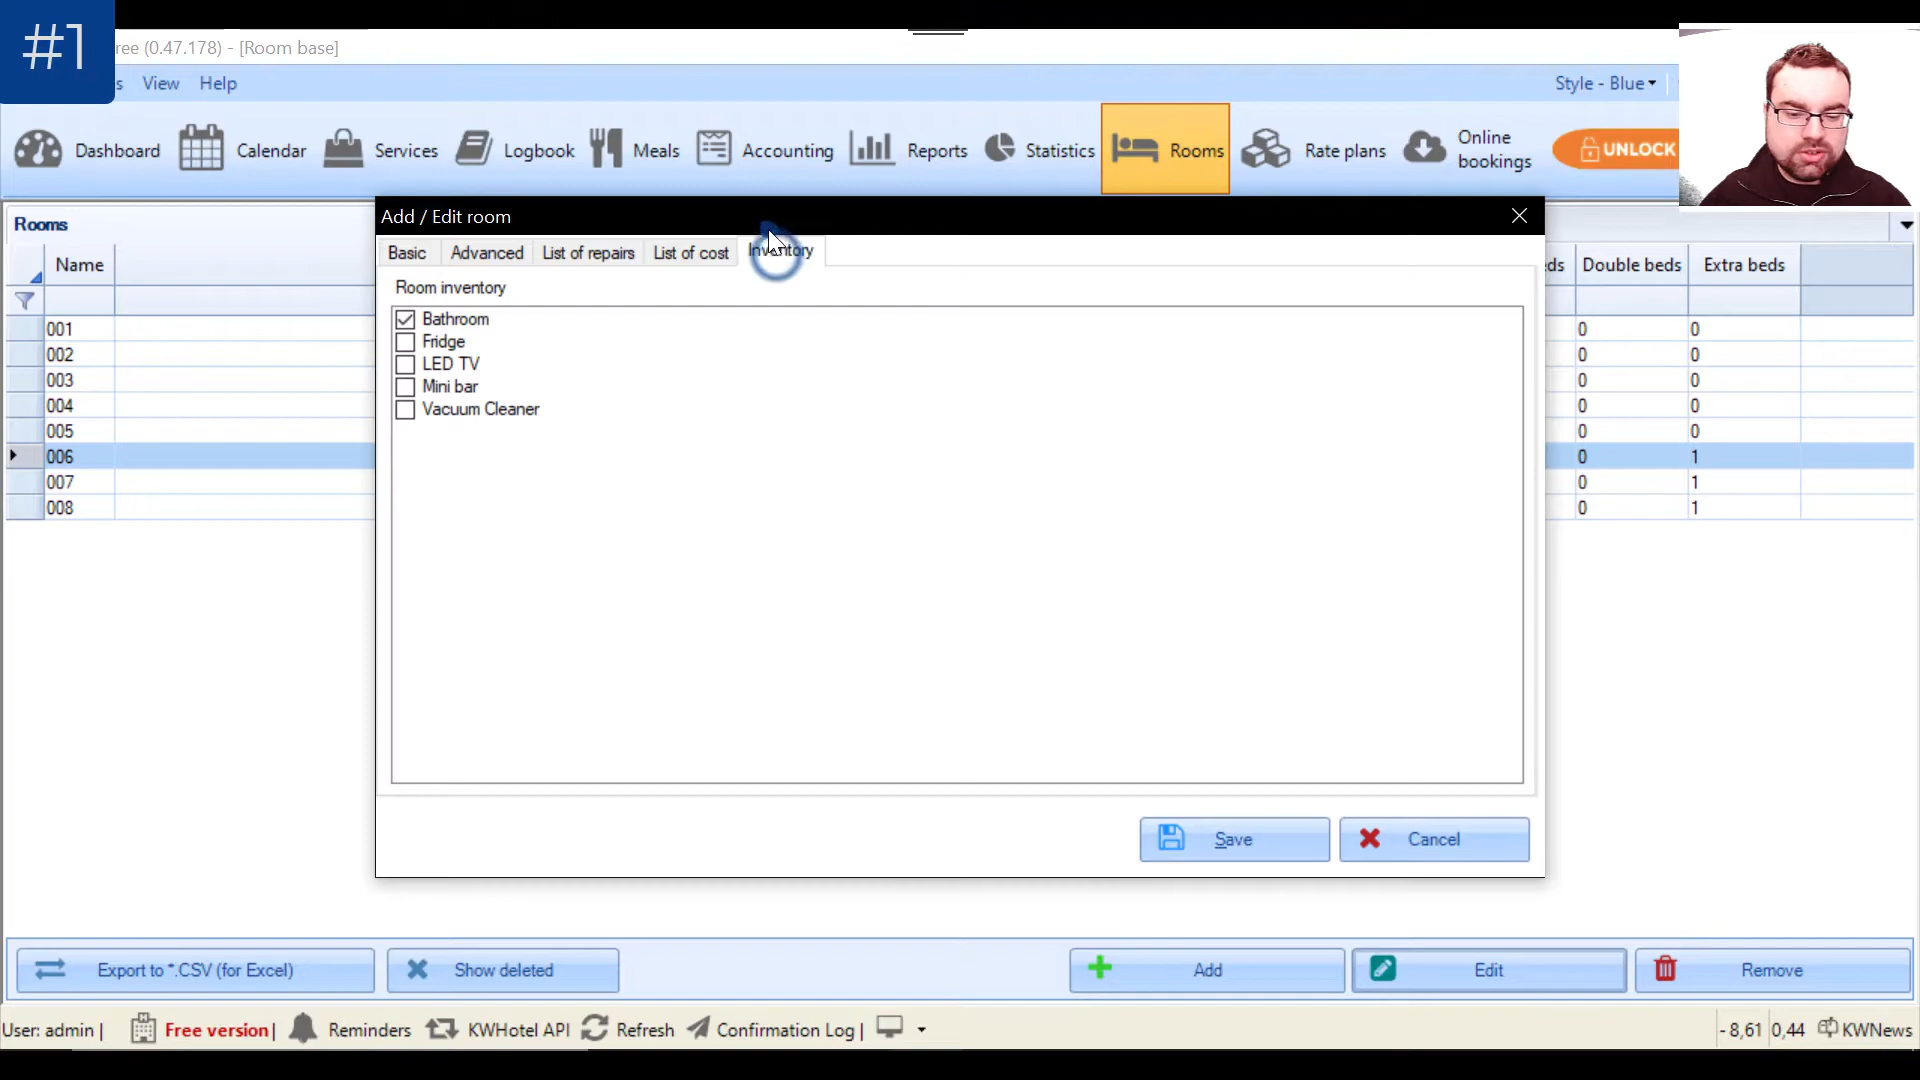 #1
ree (0.47.178) - [Room base]
s View Help Style - Blue
Dashboard Calendar Services Logbook Meals Accounting Reports Statistics Rooms Rate plans Online bookings UNLOCK
Rooms
Add / Edit room
Basic Advanced List of repairs List of cost Inventory
Name ds Double beds Extra beds
Room inventory
Bathroom
Fridge
LED TV
Mini bar
Vacuum Cleaner
001 0 0
002 0 0
003 0 0
004 0 0
005 0 0
006 0 1
007 0 1
008 0 1
Save Cancel
Export to *.CSV (for Excel) Show deleted Add Edit Remove
User: admin | Free version | Reminders KWHotel API Refresh Confirmation Log | - 8,61 0,44 KWNews